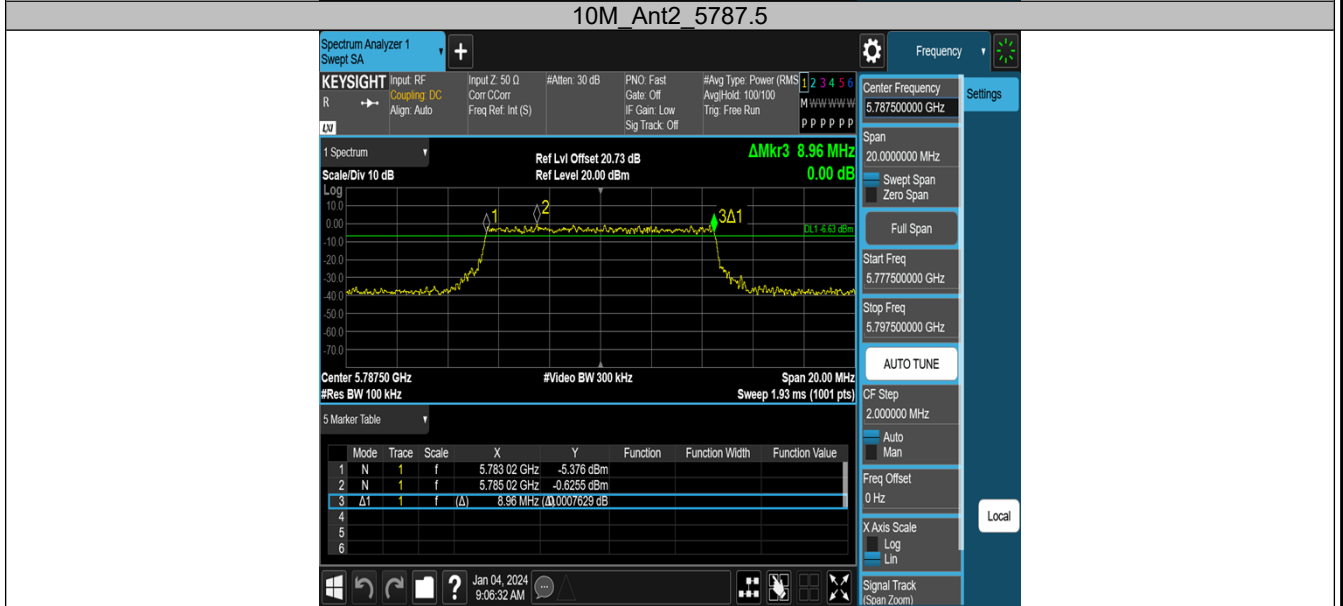 10M_Ant2_5787.5
Spectrum Analyzer 1
Swept SA
+
Frequency
KEYSIGHT
R
LXI
Input: RF
Coupling: DC
Align: Auto
Input Z: 50 Ω
Corr CCorr
Freq Ref: Int (S)
#Atten: 30 dB
PNO: Fast
Gate: Off
IF Gain: Low
Sig Track: Off
#Avg Type: Power (RMS
Avg|Hold: 100/100
Trig: Free Run
1 2 3 4 5 6
M W W W W W
P P P P P P
Center Frequency
5.787500000 GHz
Settings
Span
20.0000000 MHz
Swept Span
Zero Span
Full Span
Start Freq
5.777500000 GHz
Stop Freq
5.797500000 GHz
AUTO TUNE
CF Step
2.000000 MHz
Auto
Man
Freq Offset
0 Hz
X Axis Scale
Log
Lin
Signal Track
(Span Zoom)
Local
1 Spectrum
Scale/Div 10 dB
Ref Lvl Offset 20.73 dB
Ref Level 20.00 dBm
ΔMkr3 8.96 MHz
0.00 dB
Log
10.0
0.00
-10.0
-20.0
-30.0
-40.0
-50.0
-60.0
-70.0
1
2
3Δ1
DL1 -6.63 dBm
Center 5.78750 GHz
#Video BW 300 kHz
Span 20.00 MHz
#Res BW 100 kHz
Sweep 1.93 ms (1001 pts)
5 Marker Table
Mode Trace Scale X Y Function Function Width Function Value
1 N 1 f 5.783 02 GHz -5.376 dBm
2 N 1 f 5.785 02 GHz -0.6255 dBm
3 Δ1 1 f (Δ) 8.96 MHz (Δ) 0.0007629 dB
4
5
6
?
Jan 04, 2024
9:06:32 AM